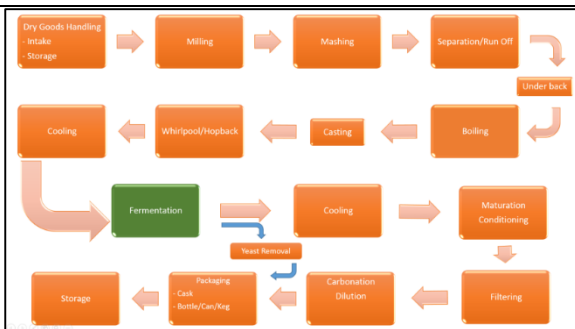 Dry Goods Handling
- Intake
- Storage
Milling
Mashing
Separation/Run Off
Under back
Boiling
Casting
Whirlpool/Hopback
Cooling
Fermentation
Cooling
Maturation
Conditioning
Yeast Removal
Filtering
Carbonation
Dilution
Packaging
- Cask
- Bottle/Can/Keg
Storage